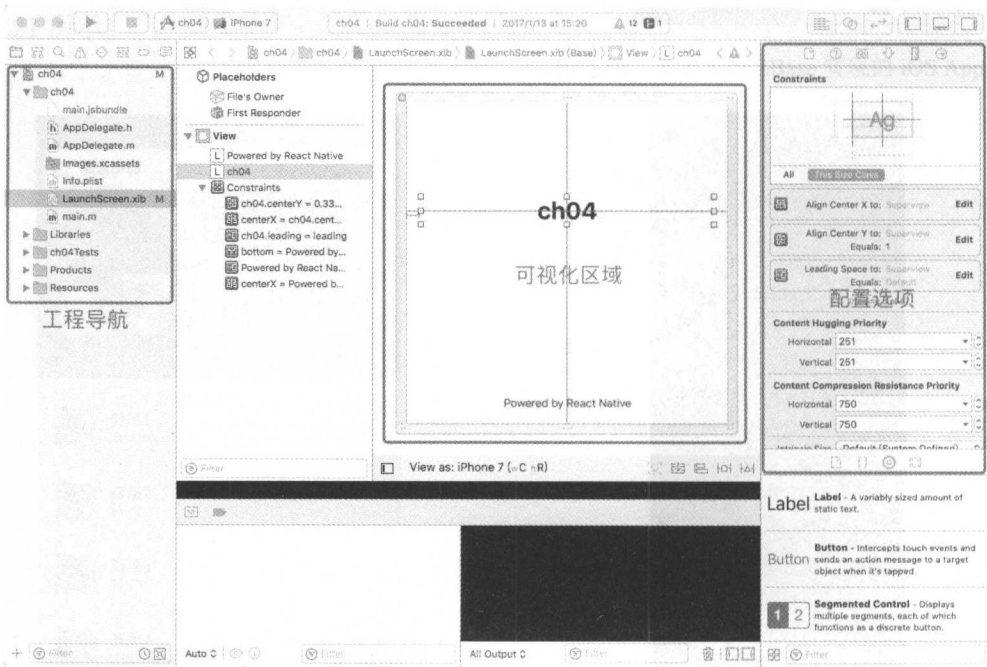 ch04 iPhone 7
ch04 Build ch04: Succeeded 2017/1/13 at 15:20 12 1
ch04 ch04 LaunchScreen.xib LaunchScreen.xib (Base) View L ch04
ch04 M
ch04
main.jsbundle
h AppDelegate.h
m AppDelegate.m
Images.xcassets
Info.plist
LaunchScreen.xib M
m main.m
Libraries
ch04Tests
Products
Resources
工程导航
Filter
Placeholders
File's Owner
First Responder
View
L Powered by React Native
L ch04
Constraints
ch04.centerY = 0.33...
centerX = ch04.cent...
ch04.leading = leading
bottom = Powered by...
Powered by React Na...
centerX = Powered b...
Filter
ch04
可视化区域
Powered by React Native
View as: iPhone 7 (wC hR)
Auto
Filter
All Output
Filter
Constraints
Ag
All This Size Class
Align Center X to: Superview Edit
Align Center Y to: Superview
Equals: 1
Edit
Leading Space to: Superview
Equals: Default
Edit
配置选项
Content Hugging Priority
Horizontal 251
Vertical 251
Content Compression Resistance Priority
Horizontal 750
Vertical 750
Intrinsic Size Default (System Defined)
Label Label - A variably sized amount of
static text.
Button Button - Intercepts touch events and
sends an action message to a target
object when it's tapped.
1 2 Segmented Control - Displays
multiple segments, each of which
functions as a discrete button.
Filter